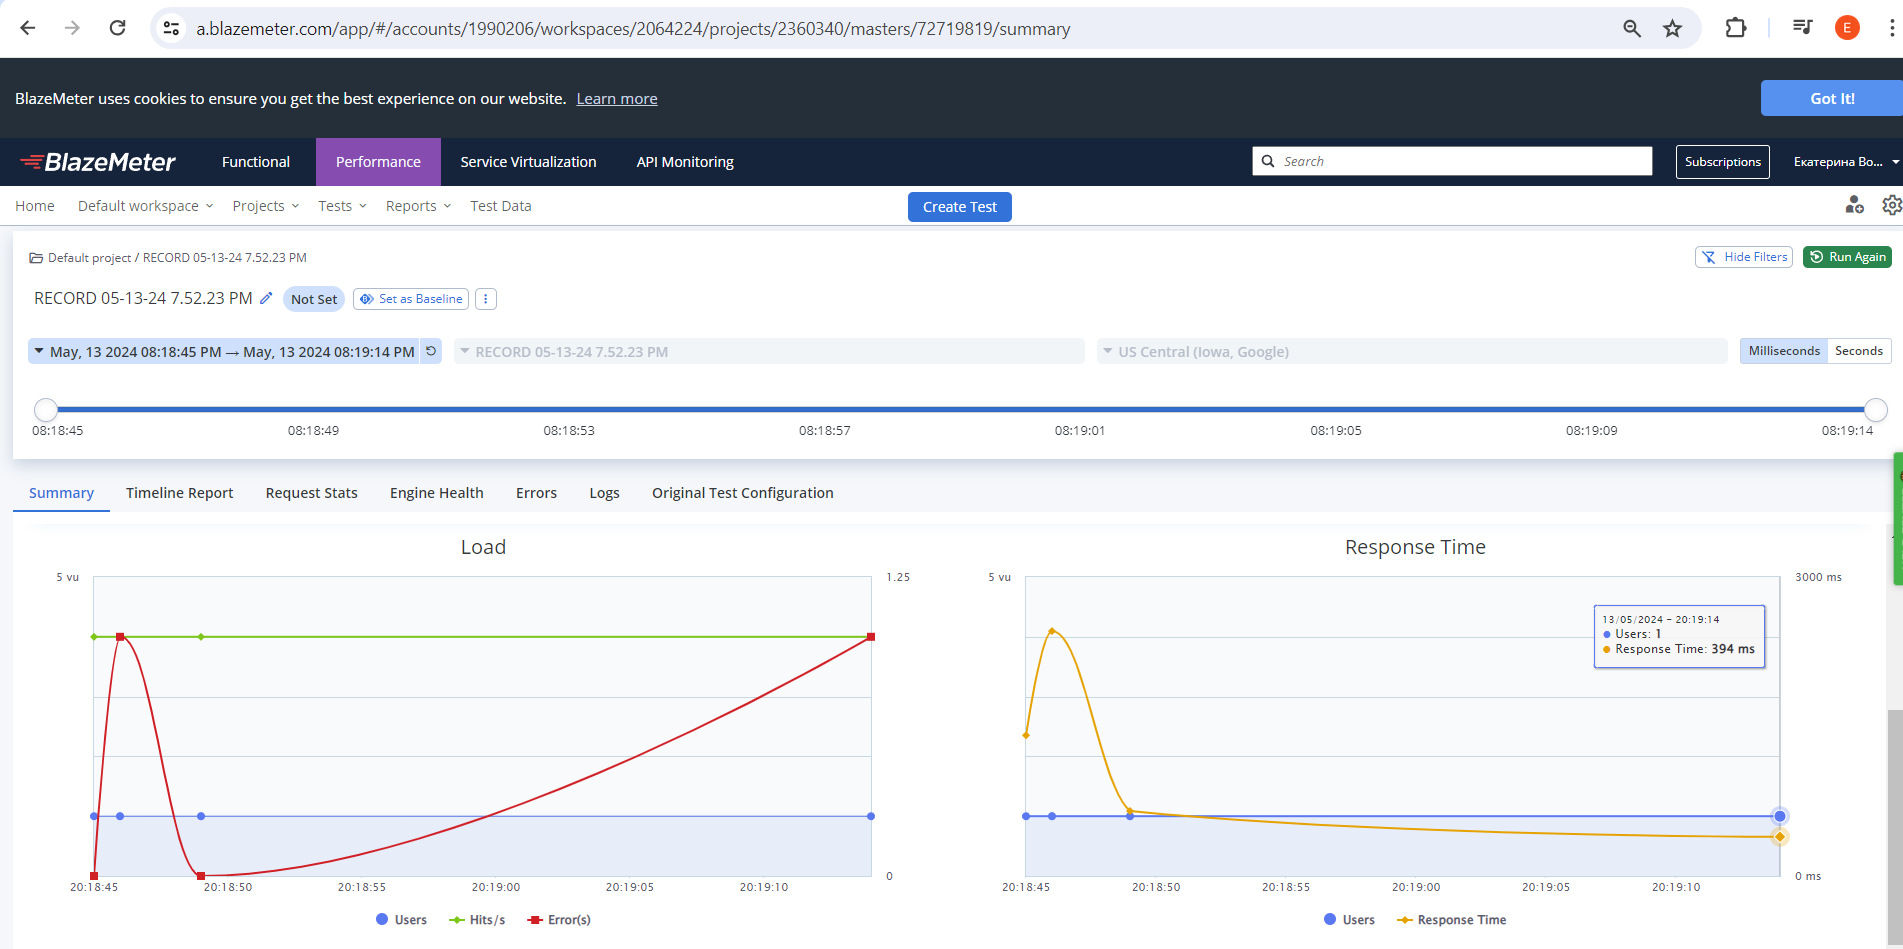 a.blazemeter.com/app/#/accounts/1990206/workspaces/2064224/projects/2360340/masters/72719819/summary
E
BlazeMeter uses cookies to ensure you get the best experience on our website. Learn more
Got It!
BlazeMeter Functional Performance Service Virtualization API Monitoring Search Subscriptions Екатерина Во...
Home Default workspace Projects Tests Reports Test Data Create Test
Default project / RECORD 05-13-24 7.52.23 PM Hide Filters Run Again
RECORD 05-13-24 7.52.23 PM Not Set Set as Baseline
May, 13 2024 08:18:45 PM → May, 13 2024 08:19:14 PM RECORD 05-13-24 7.52.23 PM US Central (Iowa, Google) Milliseconds Seconds
08:18:45 08:18:49 08:18:53 08:18:57 08:19:01 08:19:05 08:19:09 08:19:14
Summary Timeline Report Request Stats Engine Health Errors Logs Original Test Configuration
Load
5 vu 1.25
0
20:18:45 20:18:50 20:18:55 20:19:00 20:19:05 20:19:10
Users Hits/s Error(s)
Response Time
5 vu 3000 ms
13/05/2024 - 20:19:14
Users: 1
Response Time: 394 ms
0 ms
20:18:45 20:18:50 20:18:55 20:19:00 20:19:05 20:19:10
Users Response Time